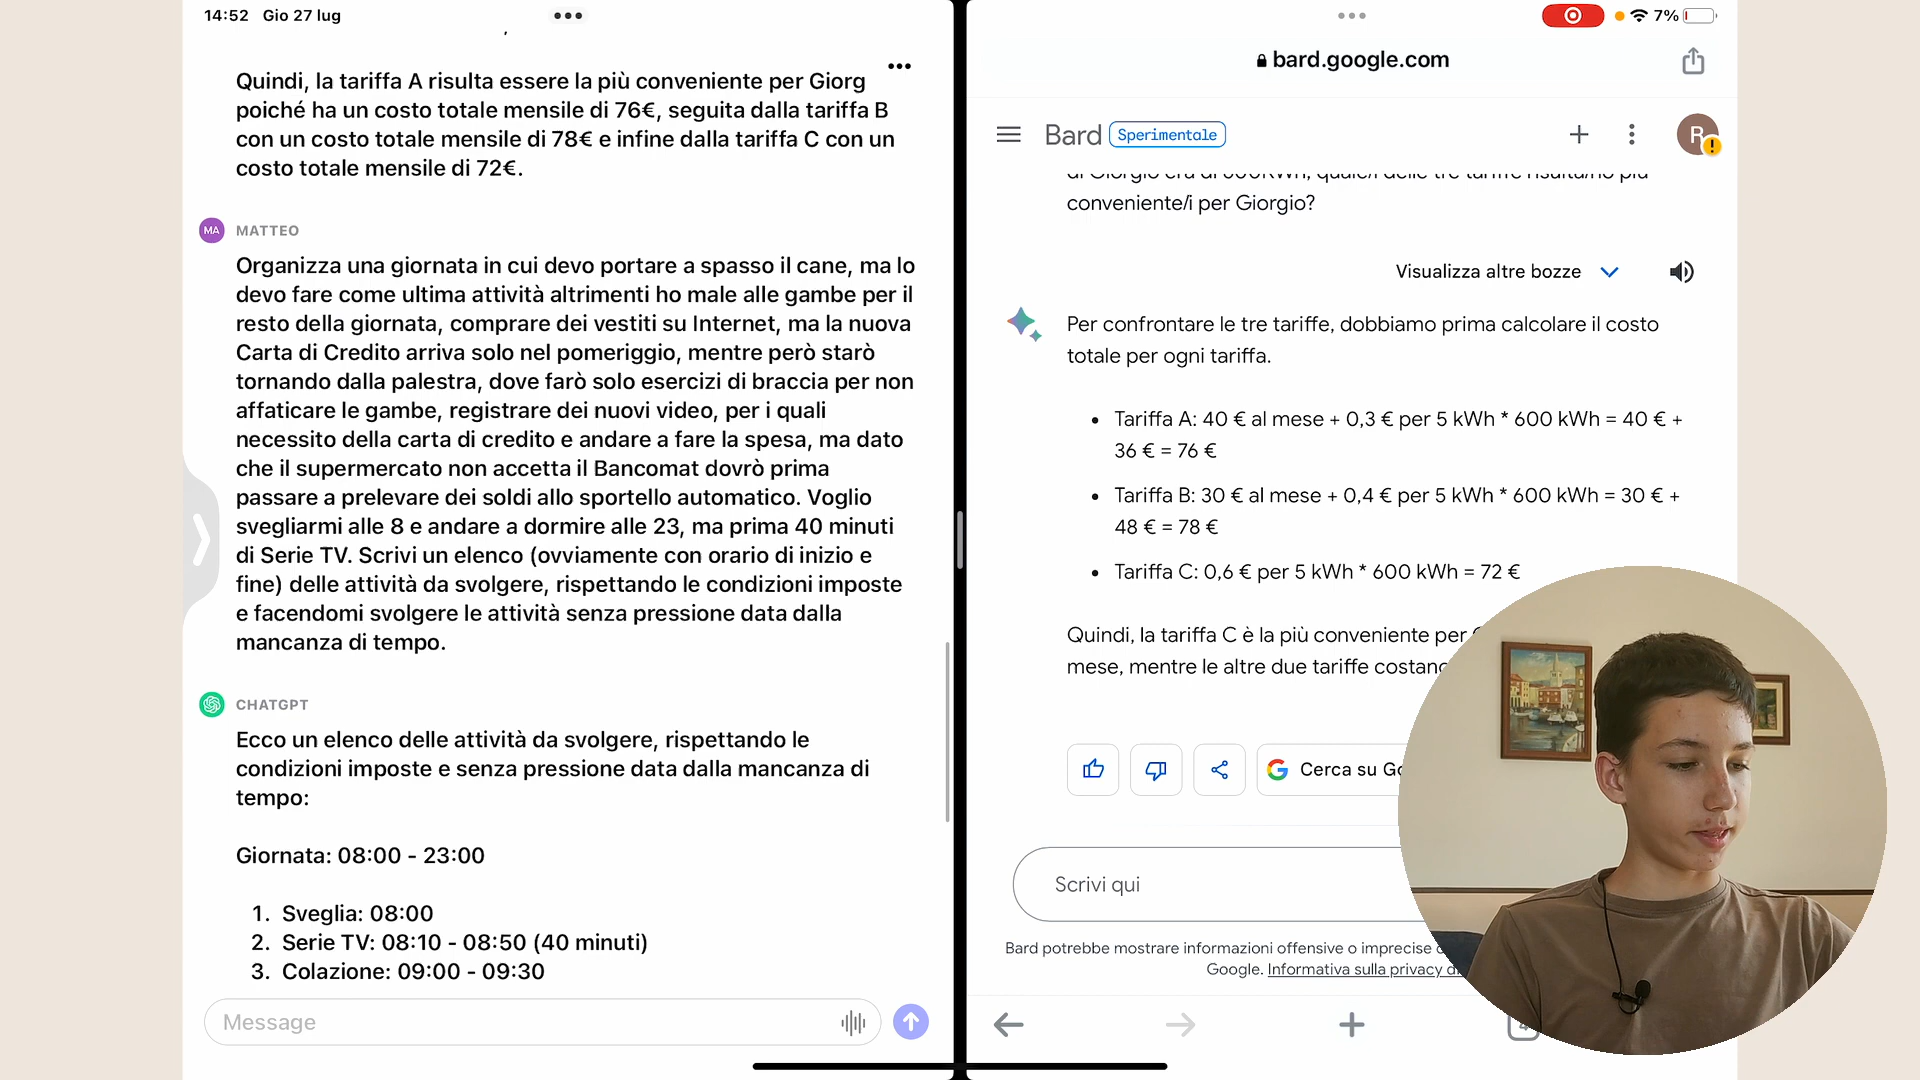 14:52 Gio 27 lug
Quindi, la tariffa A risulta essere la più conveniente per Giorg
poiché ha un costo totale mensile di 76€, seguita dalla tariffa B
con un costo totale mensile di 78€ e infine dalla tariffa C con un
costo totale mensile di 72€.
MA MATTEO
Organizza una giornata in cui devo portare a spasso il cane, ma lo
devo fare come ultima attività altrimenti ho male alle gambe per il
resto della giornata, comprare dei vestiti su Internet, ma la nuova
Carta di Credito arriva solo nel pomeriggio, mentre però starò
tornando dalla palestra, dove farò solo esercizi di braccia per non
affaticare le gambe, registrare dei nuovi video, per i quali
necessito della carta di credito e andare a fare la spesa, ma dato
che il supermercato non accetta il Bancomat dovrò prima
passare a prelevare dei soldi allo sportello automatico. Voglio
svegliarmi alle 8 e andare a dormire alle 23, ma prima 40 minuti
di Serie TV. Scrivi un elenco (ovviamente con orario di inizio e
fine) delle attività da svolgere, rispettando le condizioni imposte
e facendomi svolgere le attività senza pressione data dalla
mancanza di tempo.
CHATGPT
Ecco un elenco delle attività da svolgere, rispettando le
condizioni imposte e senza pressione data dalla mancanza di
tempo:
Giornata: 08:00 - 23:00
1. Sveglia: 08:00
2. Serie TV: 08:10 - 08:50 (40 minuti)
3. Colazione: 09:00 - 09:30
Message
7%
bard.google.com
Bard Sperimentale
R
di Giorgio era di 600KWh, quale/i delle tre tariffe risulta/no più
conveniente/i per Giorgio?
Visualizza altre bozze
Per confrontare le tre tariffe, dobbiamo prima calcolare il costo
totale per ogni tariffa.
• Tariffa A: 40 € al mese + 0,3 € per 5 kWh * 600 kWh = 40 € +
36 € = 76 €
• Tariffa B: 30 € al mese + 0,4 € per 5 kWh * 600 kWh = 30 € +
48 € = 78 €
• Tariffa C: 0,6 € per 5 kWh * 600 kWh = 72 €
Quindi, la tariffa C è la più conveniente per
mese, mentre le altre due tariffe costano
Cerca su Go
Scrivi qui
Bard potrebbe mostrare informazioni offensive o imprecise
Google. Informativa sulla privacy di